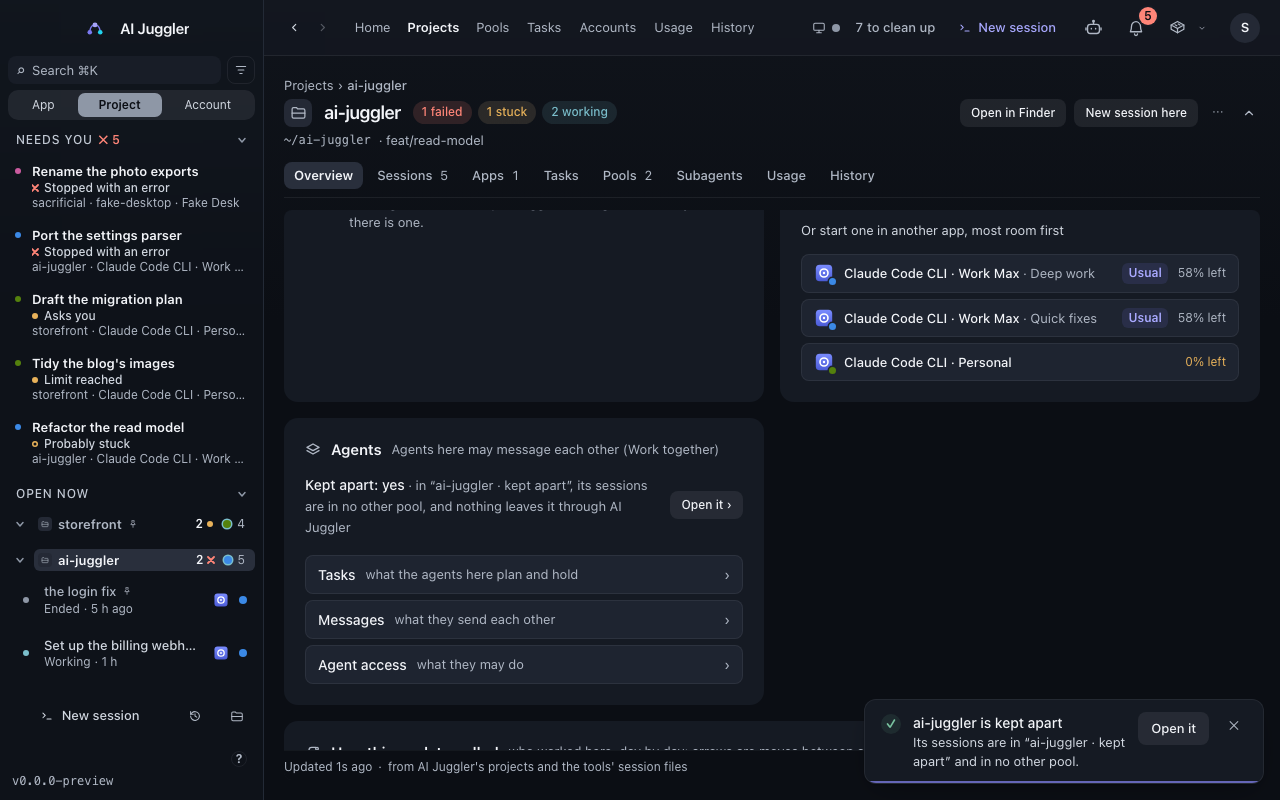 AI Juggler
Search ⌘K
App Project Account
NEEDS YOU 5
Rename the photo exports
Stopped with an error
sacrificial · fake-desktop · Fake Desk
Port the settings parser
Stopped with an error
ai-juggler · Claude Code CLI · Work ...
Draft the migration plan
Asks you
storefront · Claude Code CLI · Perso...
Tidy the blog's images
Limit reached
storefront · Claude Code CLI · Perso...
Refactor the read model
Probably stuck
ai-juggler · Claude Code CLI · Work ...
OPEN NOW
storefront 2 4
ai-juggler 2 5
the login fix
Ended · 5 h ago
Set up the billing webh...
Working · 1 h
New session
?
v0.0.0-preview
Home Projects Pools Tasks Accounts Usage History 7 to clean up New session 5 S
Projects › ai-juggler
ai-juggler 1 failed 1 stuck 2 working Open in Finder New session here ···
~/ai-juggler · feat/read-model
Overview Sessions 5 Apps 1 Tasks Pools 2 Subagents Usage History
there is one.
Or start one in another app, most room first
Claude Code CLI · Work Max · Deep work Usual 58% left
Claude Code CLI · Work Max · Quick fixes Usual 58% left
Claude Code CLI · Personal 0% left
Agents Agents here may message each other (Work together)
Kept apart: yes · in “ai-juggler · kept apart”, its sessions
are in no other pool, and nothing leaves it through AI
Juggler
Open it ›
Tasks what the agents here plan and hold ›
Messages what they send each other ›
Agent access what they may do ›
Updated 1s ago · from AI Juggler's projects and the tools' session files
ai-juggler is kept apart
Its sessions are in “ai-juggler · kept
apart” and in no other pool.
Open it